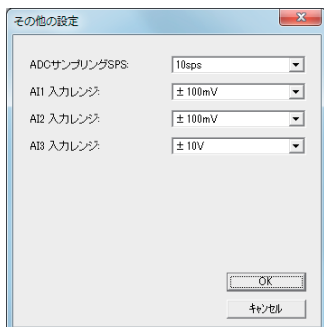 その他の設定
ADCサンプリングSPS: 10sps
AI1 入力レンジ: ± 100mV
AI2 入力レンジ: ± 100mV
AI3 入力レンジ: ± 10V
OK
キャンセル